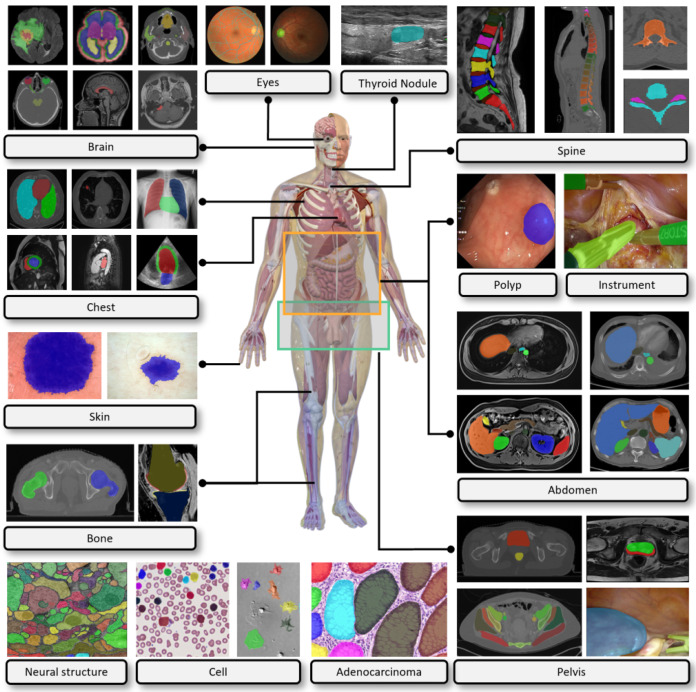 Eyes
Thyroid Nodule
Brain
Spine
Chest
Polyp
Instrument
Skin
Abdomen
Bone
Neural structure
Cell
Adenocarcinoma
Pelvis